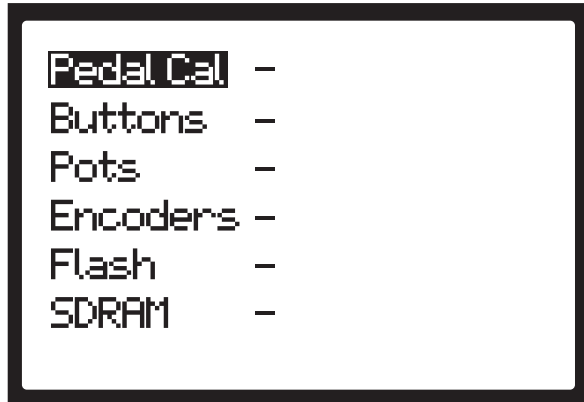 Pedal Cal –
Buttons –
Pots –
Encoders –
Flash –
SDRAM –